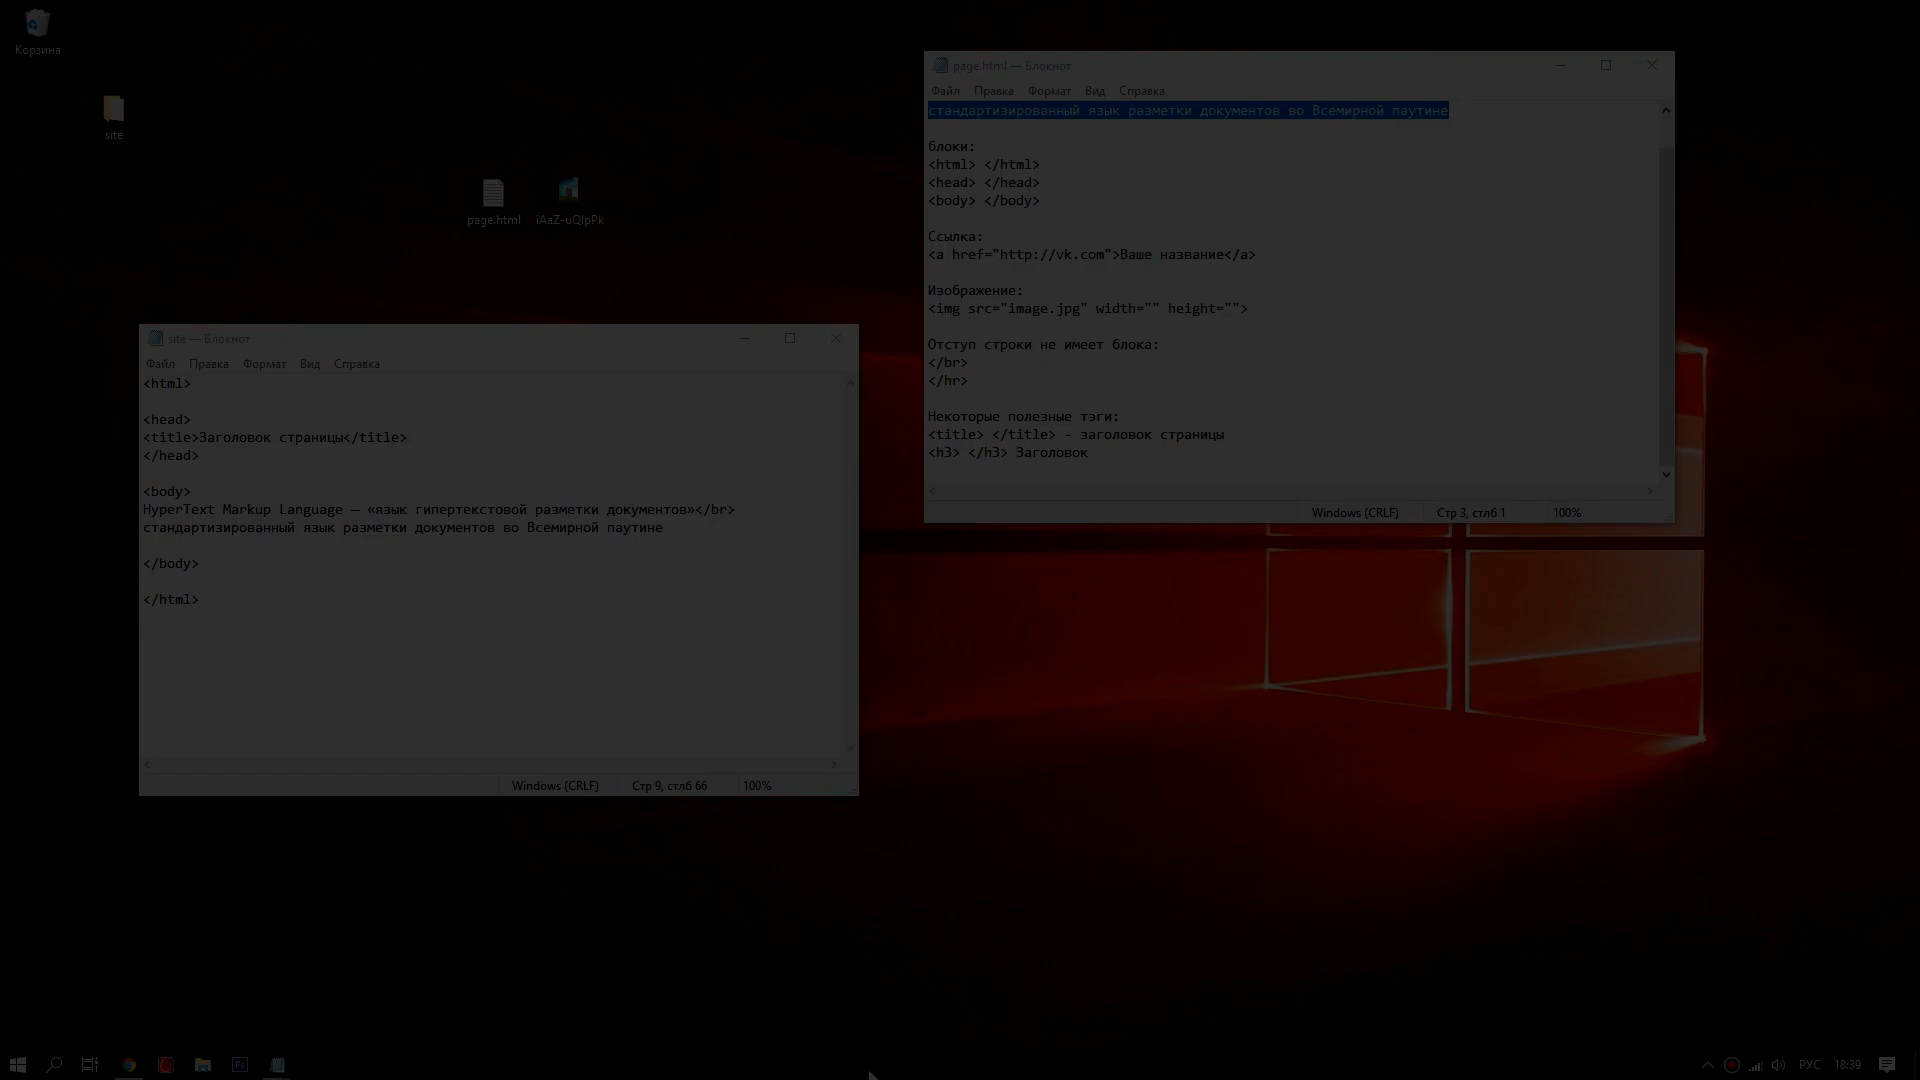 Корзина
site
page.html
iAaZ-uQlpPk
page.html — Блокнот
Файл Правка Формат Вид Справка
стандартизированный язык разметки документов во Всемирной паутине
блоки:
<html> </html>
<head> </head>
<body> </body>
Ссылка:
<a href="http://vk.com">Ваше название</a>
Изображение:
<img src="image.jpg" width="" height="">
Отступ строки не имеет блока:
</br>
</hr>
Некоторые полезные тэги:
<title> </title> - заголовок страницы
<h3> </h3> Заголовок
Windows (CRLF) Стр 3, стлб 1 100%
site — Блокнот
Файл Правка Формат Вид Справка
<html>
<head>
<title>Заголовок страницы</title>
</head>
<body>
HyperText Markup Language — «язык гипертекстовой разметки документов»</br>
стандартизированный язык разметки документов во Всемирной паутине
</body>
</html>
Windows (CRLF) Стр 9, стлб 66 100%
Ps
РУС 18:39